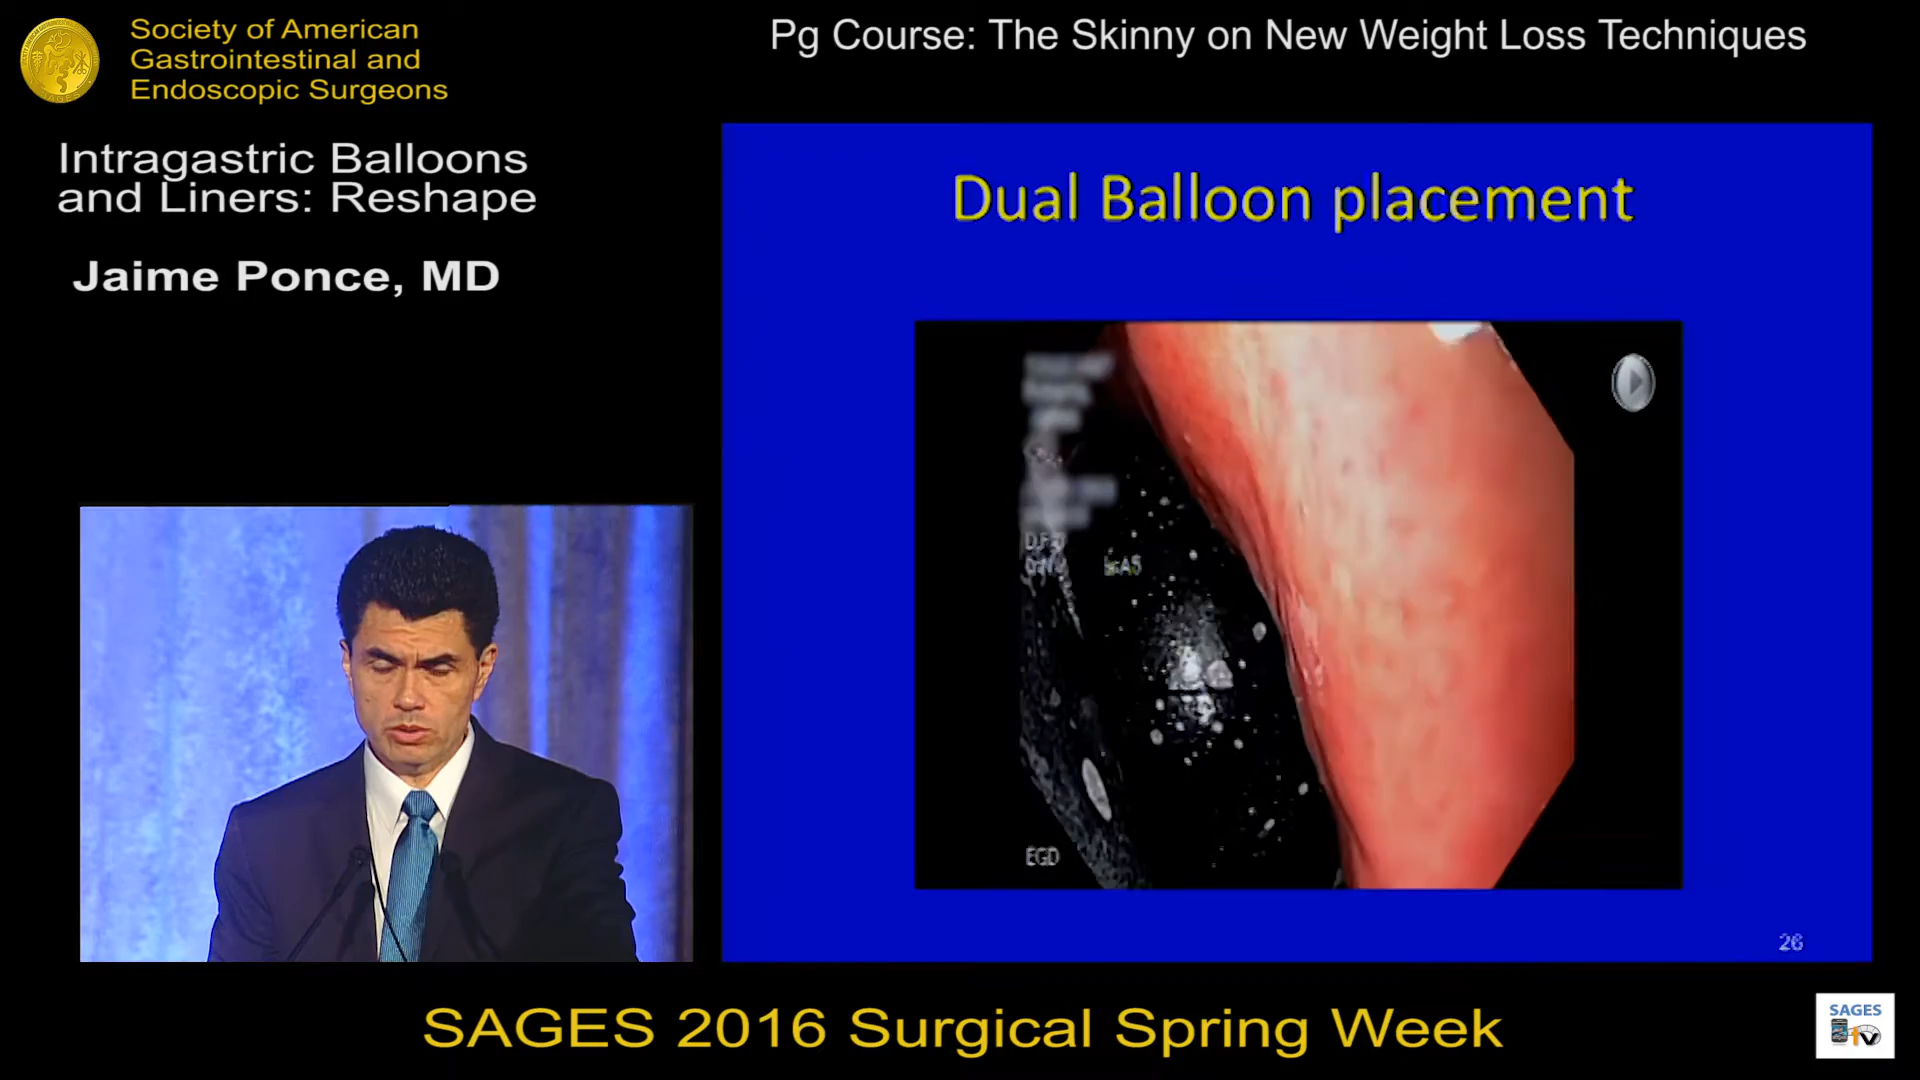 Society of American
Gastrointestinal and
Endoscopic Surgeons
Pg Course: The Skinny on New Weight Loss Techniques
Intragastric Balloons
and Liners: Reshape
Jaime Ponce, MD
Dual Balloon placement
EGD
26
SAGES 2016 Surgical Spring Week
SAGES
TV